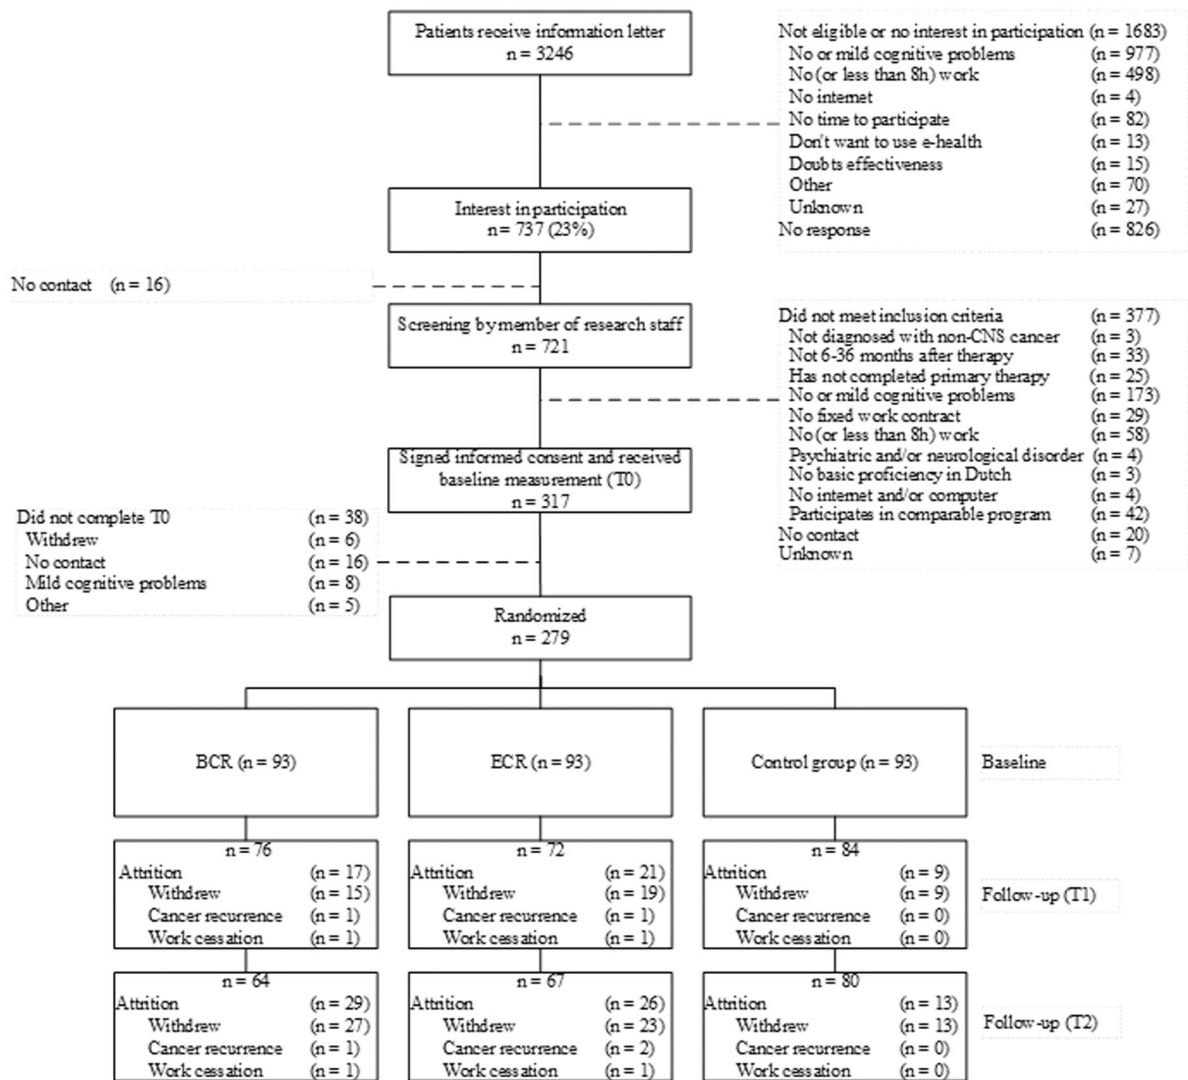 Patients receive information letter
n = 3246
Not eligible or no interest in participation (n = 1683)
No or mild cognitive problems (n = 977)
No (or less than 8h) work (n = 498)
No internet (n = 4)
No time to participate (n = 82)
Don't want to use e-health (n = 13)
Doubts effectiveness (n = 15)
Other (n = 70)
Unknown (n = 27)
No response (n = 826)
Interest in participation
n = 737 (23%)
No contact (n = 16)
Screening by member of research staff
n = 721
Did not meet inclusion criteria (n = 377)
Not diagnosed with non-CNS cancer (n = 3)
Not 6-36 months after therapy (n = 33)
Has not completed primary therapy (n = 25)
No or mild cognitive problems (n = 173)
No fixed work contract (n = 29)
No (or less than 8h) work (n = 58)
Psychiatric and/or neurological disorder (n = 4)
No basic proficiency in Dutch (n = 3)
No internet and/or computer (n = 4)
Participates in comparable program (n = 42)
No contact (n = 20)
Unknown (n = 7)
Signed informed consent and received
baseline measurement (T0)
n = 317
Did not complete T0 (n = 38)
Withdrew (n = 6)
No contact (n = 16)
Mild cognitive problems (n = 8)
Other (n = 5)
Randomized
n = 279
BCR (n = 93)
ECR (n = 93)
Control group (n = 93)
Baseline
n = 76
Attrition (n = 17)
Withdrew (n = 15)
Cancer recurrence (n = 1)
Work cessation (n = 1)
n = 72
Attrition (n = 21)
Withdrew (n = 19)
Cancer recurrence (n = 1)
Work cessation (n = 1)
n = 84
Attrition (n = 9)
Withdrew (n = 9)
Cancer recurrence (n = 0)
Work cessation (n = 0)
Follow-up (T1)
n = 64
Attrition (n = 29)
Withdrew (n = 27)
Cancer recurrence (n = 1)
Work cessation (n = 1)
n = 67
Attrition (n = 26)
Withdrew (n = 23)
Cancer recurrence (n = 2)
Work cessation (n = 1)
n = 80
Attrition (n = 13)
Withdrew (n = 13)
Cancer recurrence (n = 0)
Work cessation (n = 0)
Follow-up (T2)